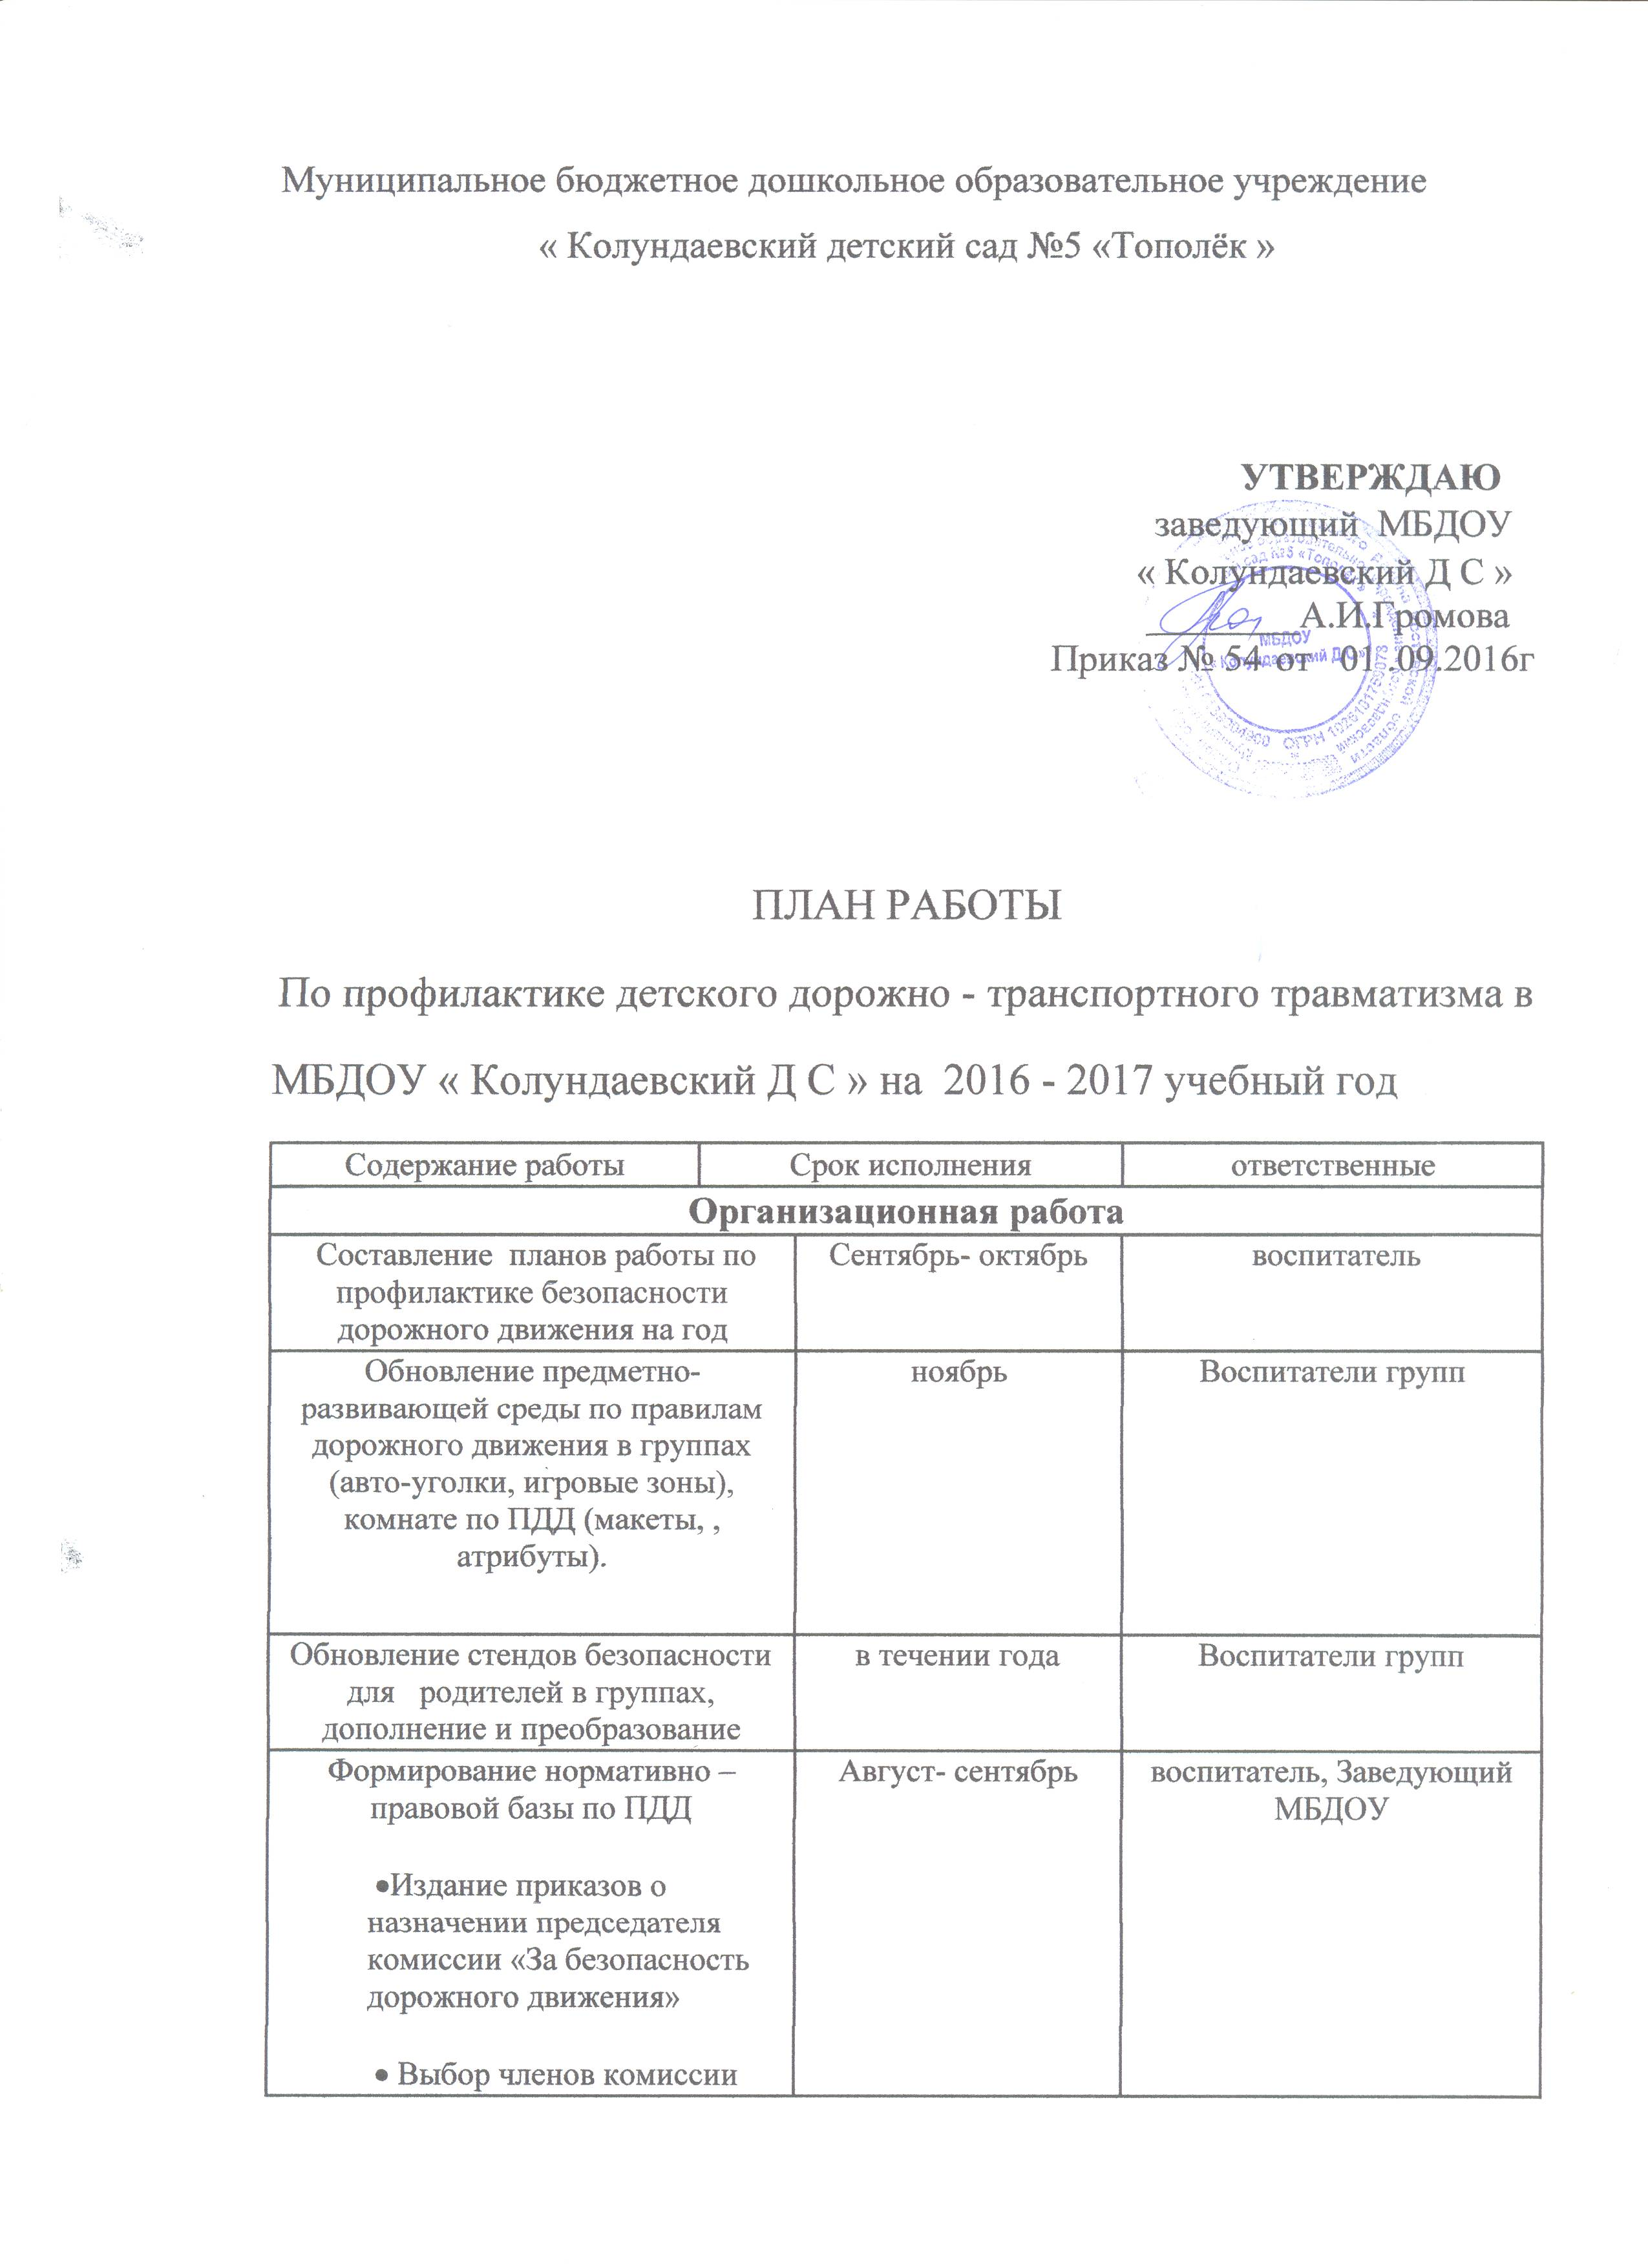 Муниципальное бюджетное дошкольное образовательное учреждение
« Колундаевский детский сад №5 «Тополёк »
УТВЕРЖДАЮ
заведующий МБДОУ
« Колундаевский Д С »
А.И.Громова
Приказ № 54 от 01 .09.2016г
МБДОУ
« Колундаевский Д С »
ОГРН
ПЛАН РАБОТЫ
По профилактике детского дорожно - транспортного травматизма в
МБДОУ « Колундаевский Д С » на 2016 - 2017 учебный год
Содержание работы Срок исполнения ответственные
Организационная работа
Составление планов работы по Сентябрь- октябрь воспитатель
профилактике безопасности
дорожного движения на год
Обновление предметно- ноябрь Воспитатели групп
развивающей среды по правилам
дорожного движения в группах
(авто-уголки, игровые зоны),
комнате по ПДД (макеты, ,
атрибуты).
Обновление стендов безопасности в течении года Воспитатели групп
для родителей в группах,
дополнение и преобразование
Формирование нормативно – Август- сентябрь воспитатель, Заведующий
правовой базы по ПДД МБДОУ
•Издание приказов о
назначении председателя
комиссии «За безопасность
дорожного движения»
• Выбор членов комиссии